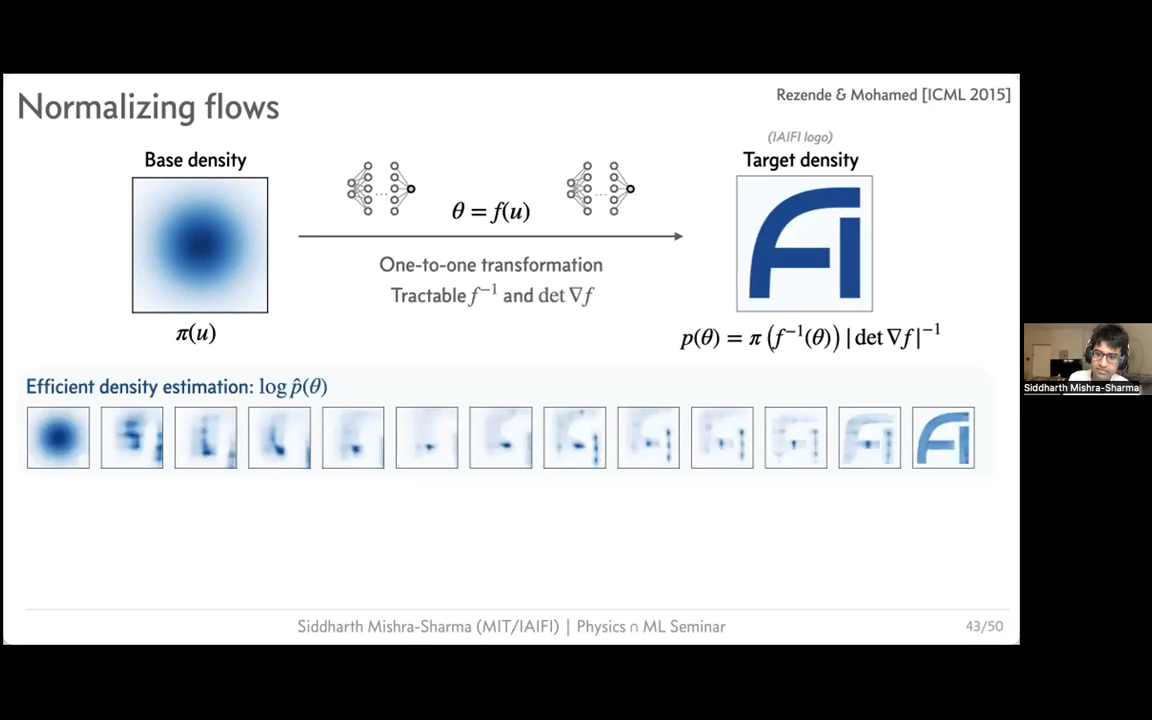 Normalizing flows
Rezende & Mohamed [ICML 2015]
Base density
(IAIFI logo)
Target density
θ = f(u)
One-to-one transformation
Tractable f⁻¹ and det ∇f
π(u)
p(θ) = π (f⁻¹(θ)) |det ∇f|⁻¹
Efficient density estimation: log p̂(θ)
Siddharth Mishra-Sharma (MIT/IAIFI) | Physics ∩ ML Seminar
43/50
Siddharth Mishra-Sharma